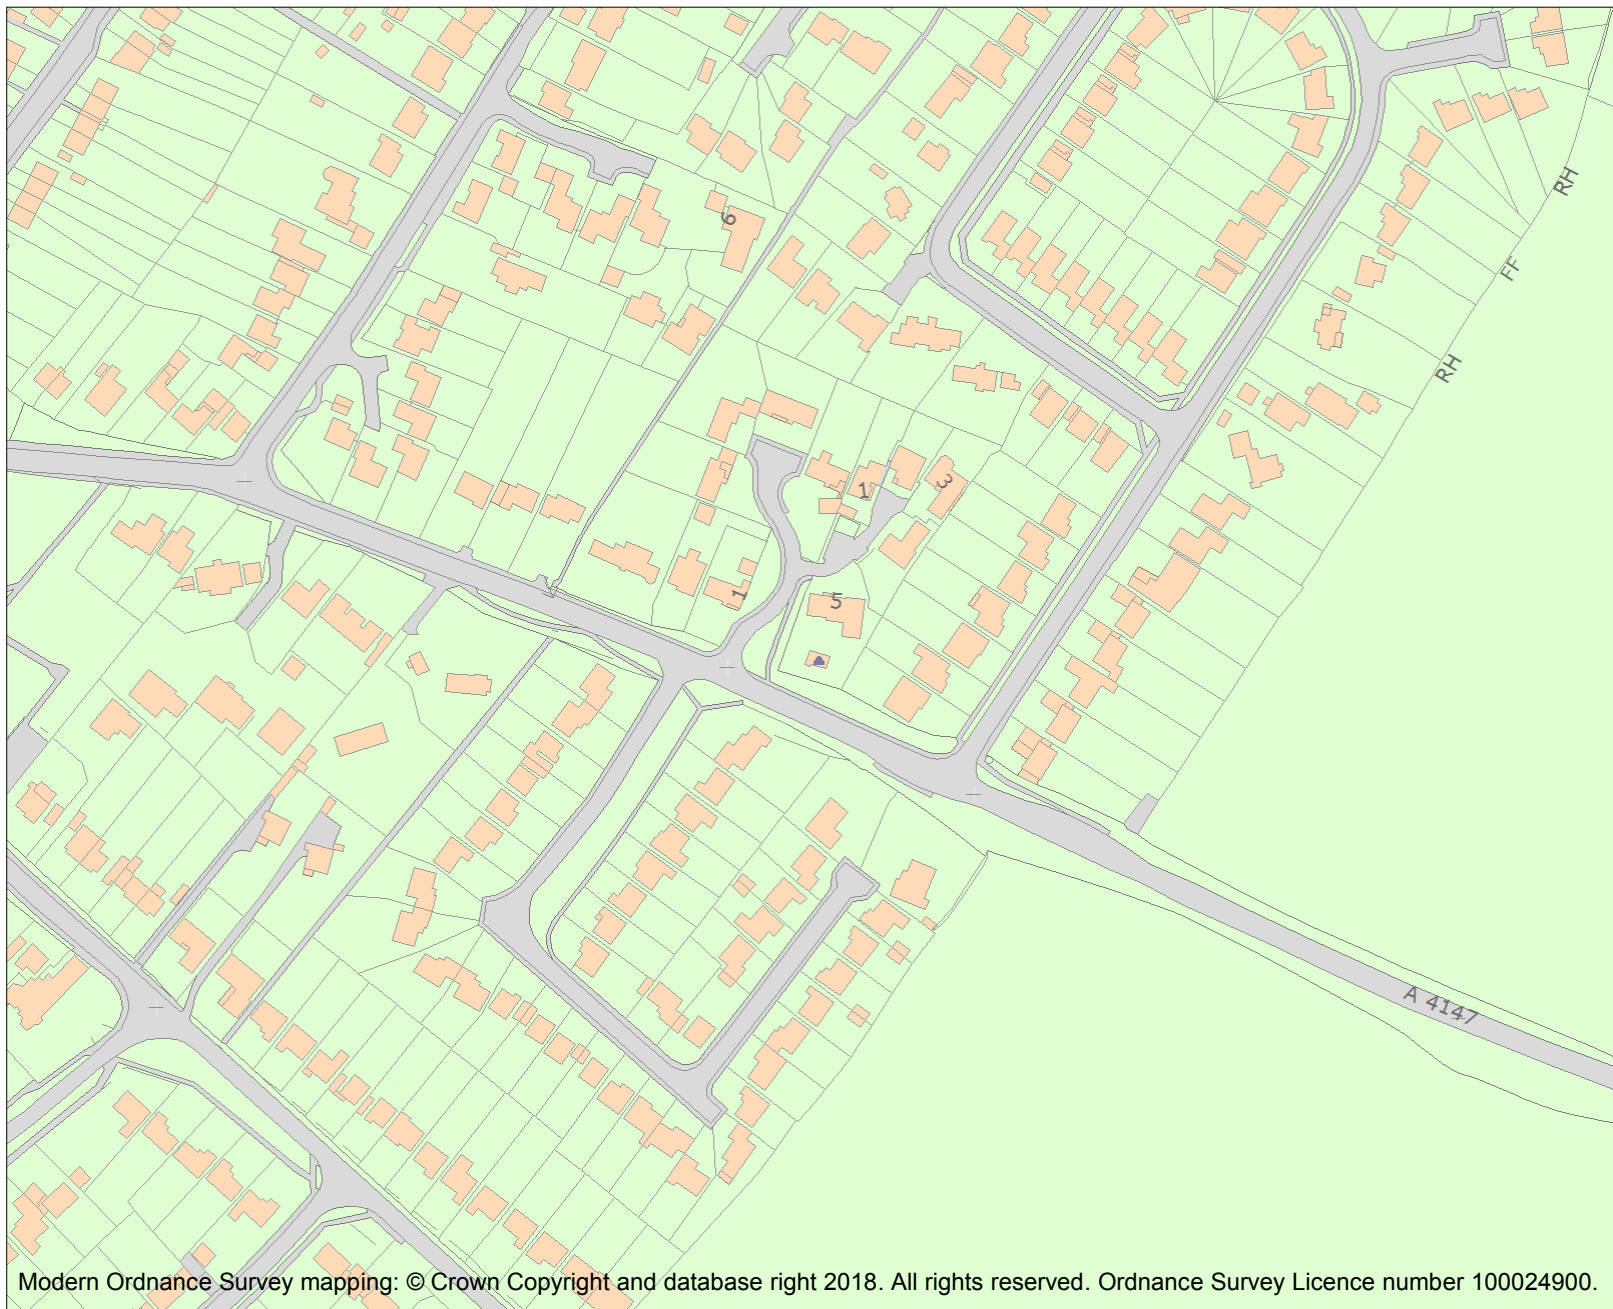 RH
6
FF
RH
1
3
1
5
A 4147
Modern Ordnance Survey mapping: © Crown Copyright and database right 2018. All rights reserved. Ordnance Survey Licence number 100024900.